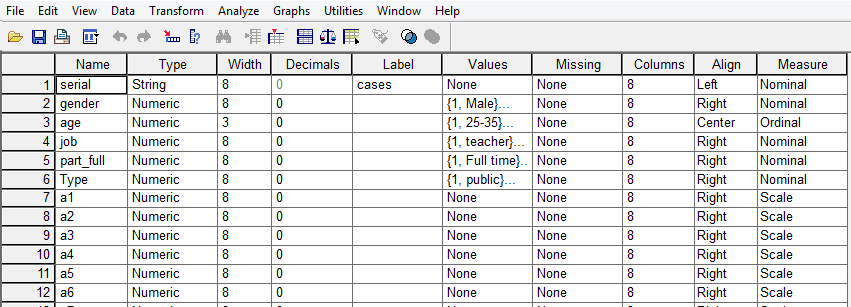 File Edit View Data Transform Analyze Graphs Utilities Window Help
Name Type Width Decimals Label Values Missing Columns Align Measure
1 serial String 8 0 cases None None 8 Left Nominal
2 gender Numeric 8 0 {1, Male}... None 8 Right Nominal
3 age Numeric 3 0 {1, 25-35}... None 8 Center Ordinal
4 job Numeric 8 0 {1, teacher}... None 8 Right Nominal
5 part_full Numeric 8 0 {1, Full time}.. None 8 Right Nominal
6 Type Numeric 8 0 {1, public}... None 8 Right Nominal
7 a1 Numeric 8 0 None None 8 Right Scale
8 a2 Numeric 8 0 None None 8 Right Scale
9 a3 Numeric 8 0 None None 8 Right Scale
10 a4 Numeric 8 0 None None 8 Right Scale
11 a5 Numeric 8 0 None None 8 Right Scale
12 a6 Numeric 8 0 None None 8 Right Scale